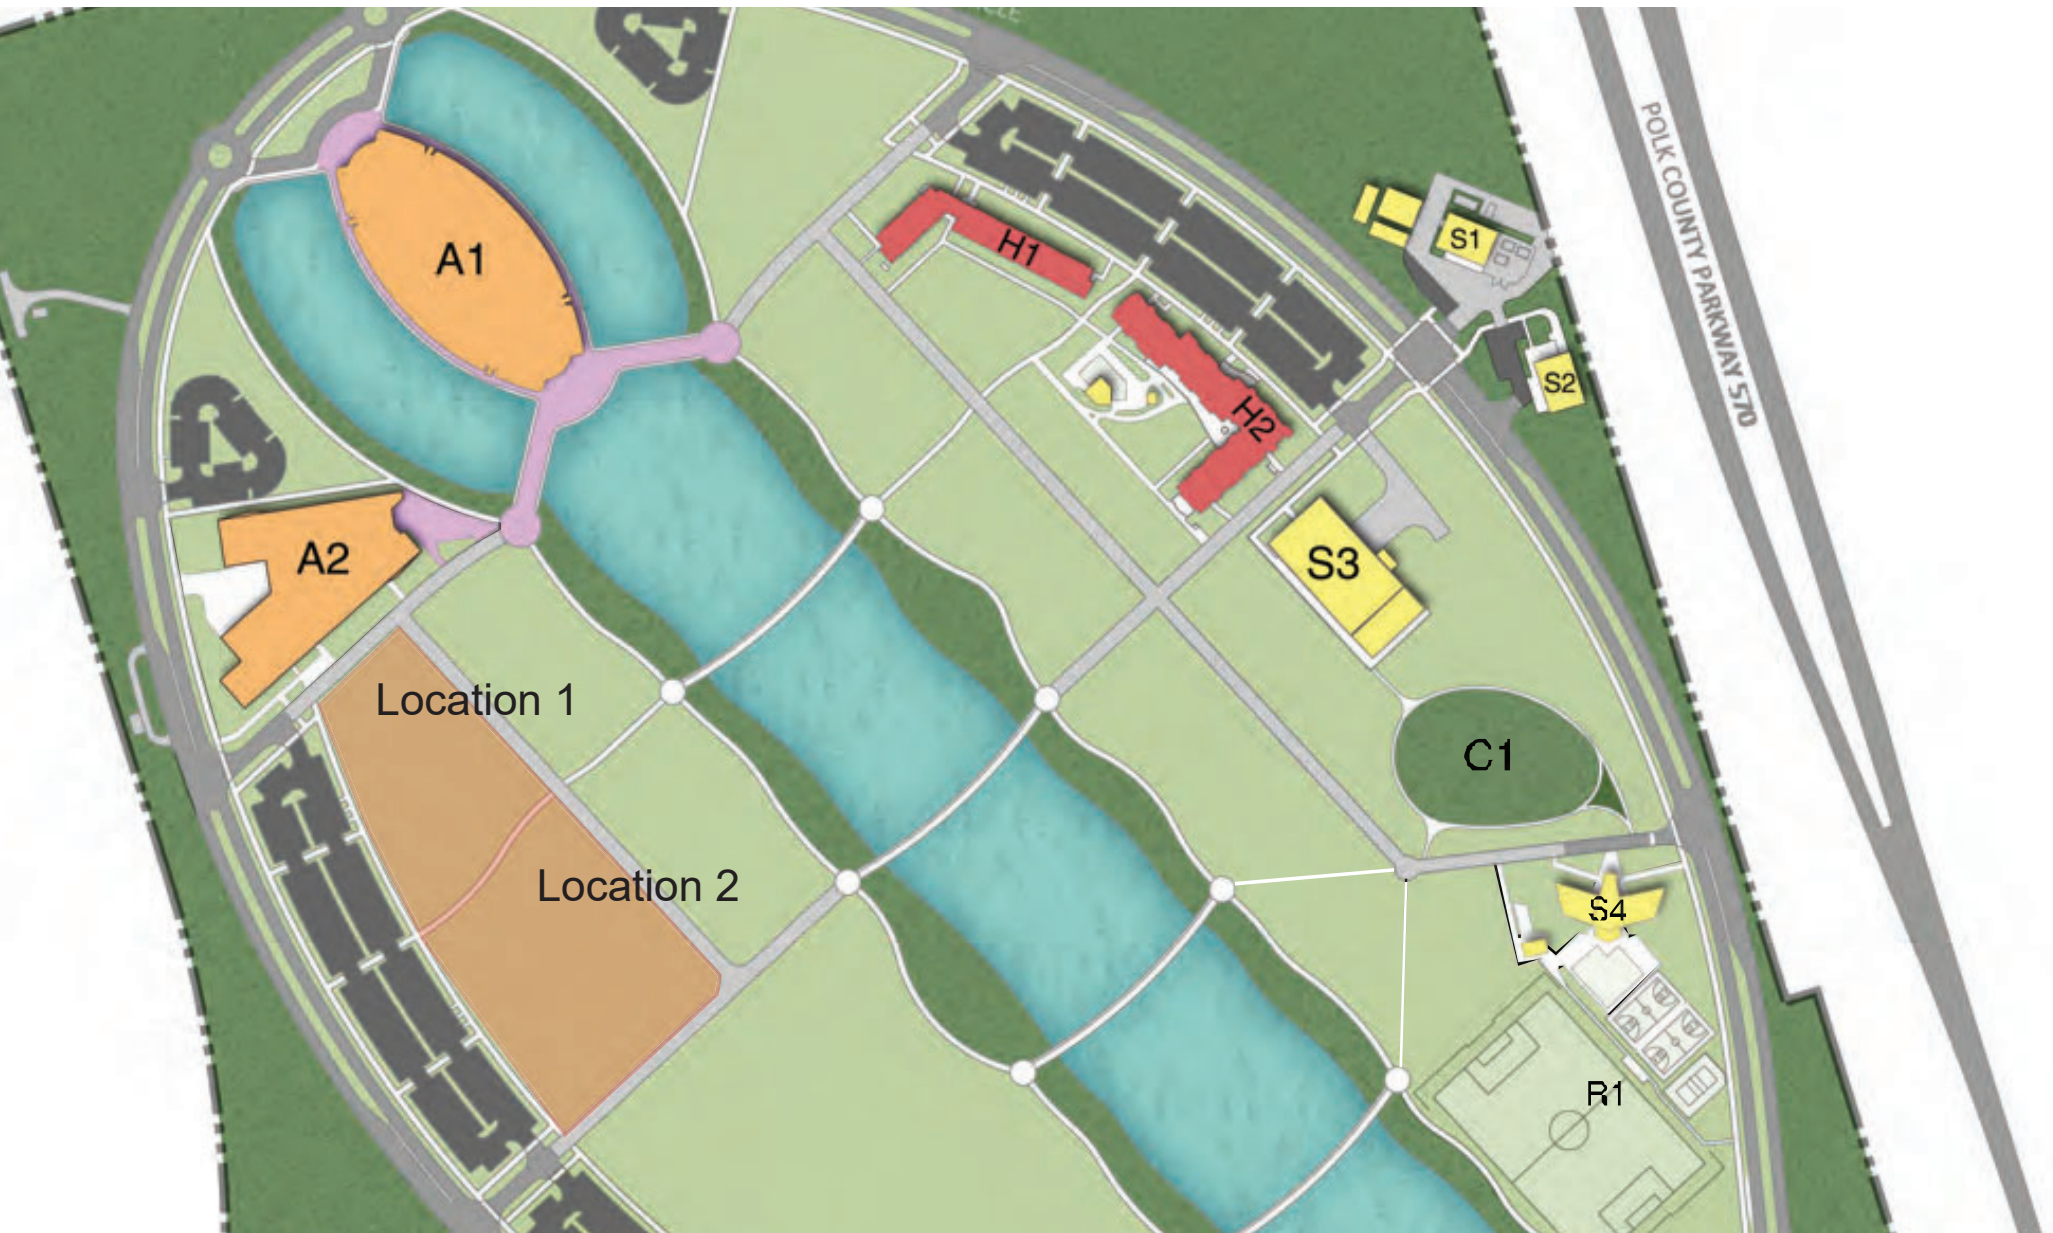 POLK COUNTY PARKWAY 570
A1
H1
S1
S2
H2
A2
S3
Location 1
C1
Location 2
S4
R1